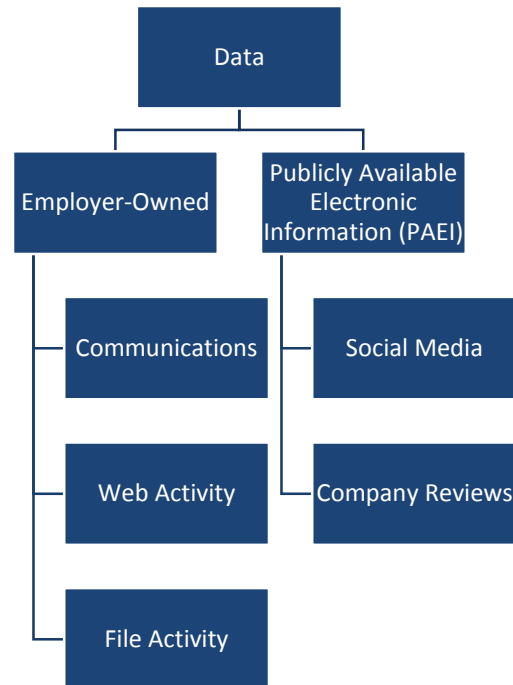 Data
Employer-Owned
Publicly Available
Electronic
Information (PAEI)
Communications
Social Media
Web Activity
Company Reviews
File Activity